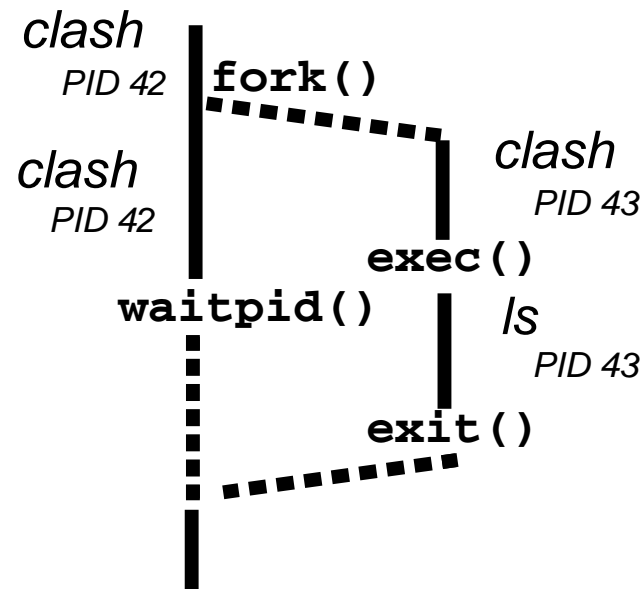 clash
PID 42
fork()
clash
PID 42
clash
PID 43
exec()
waitpid()
ls
PID 43
exit()